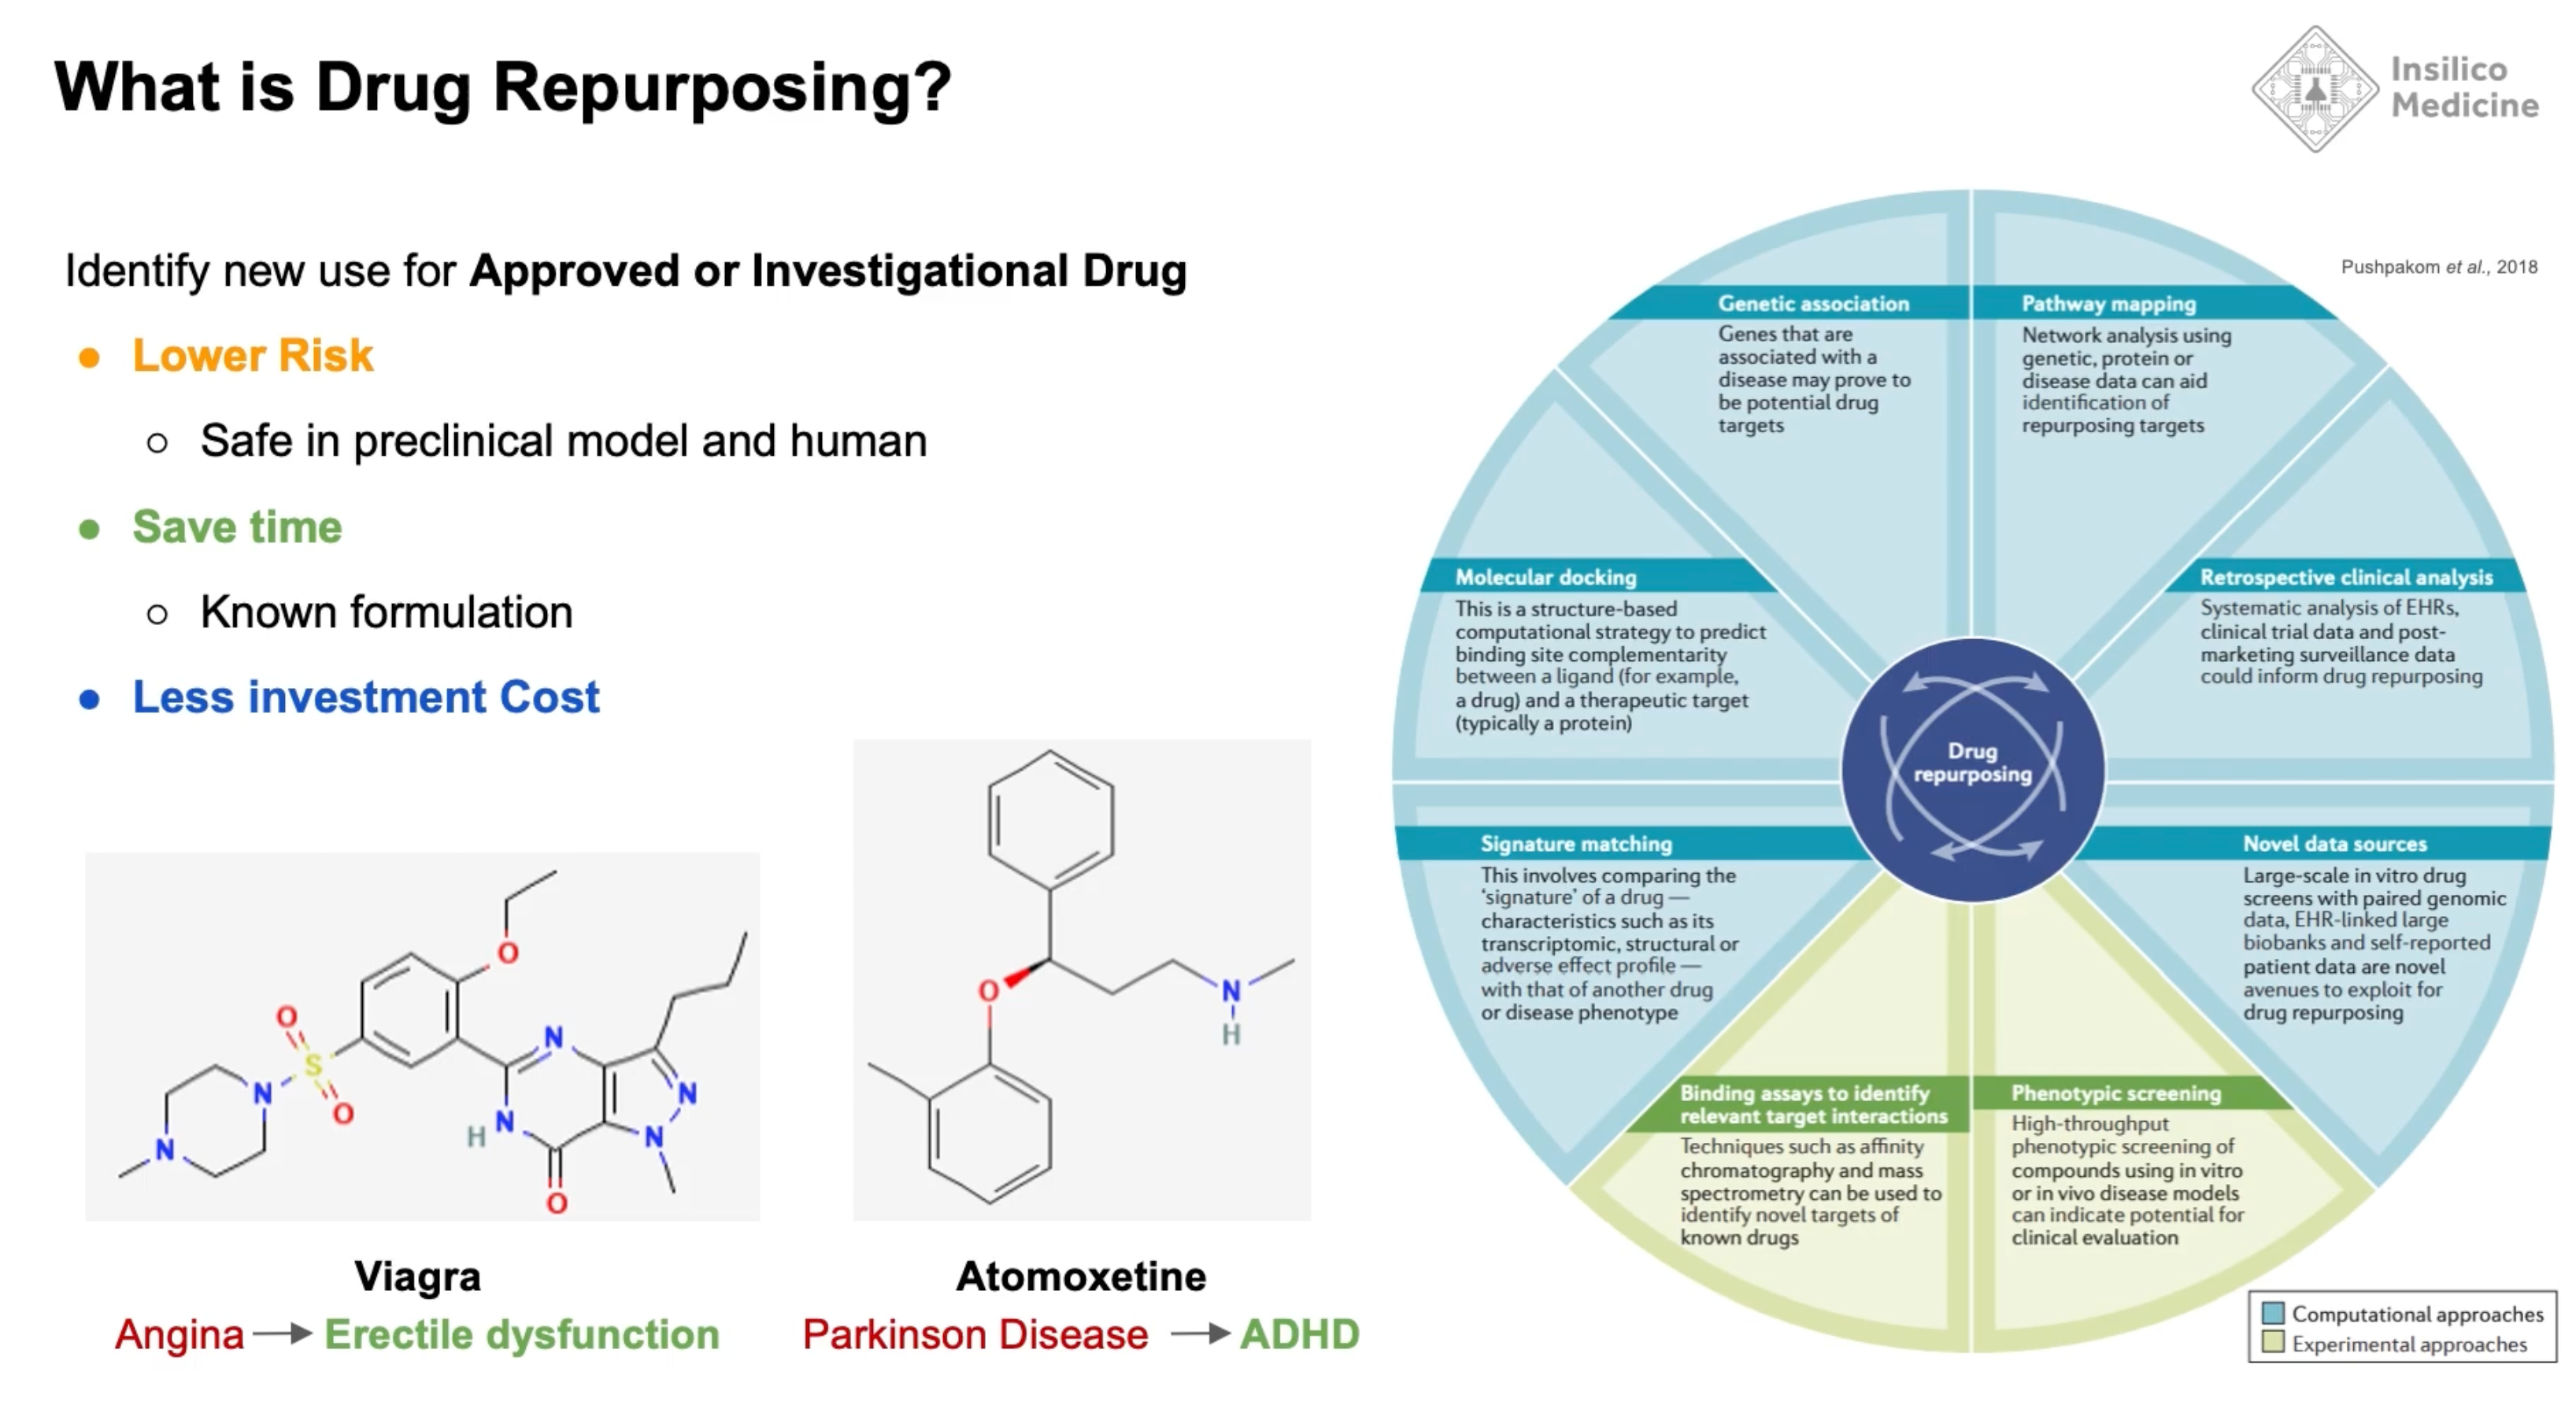 What is Drug Repurposing?
Insilico
Medicine
Identify new use for Approved or Investigational Drug
● Lower Risk
○ Safe in preclinical model and human
● Save time
○ Known formulation
● Less investment Cost
O
O
S
O
N
N
N
N
H
N
N
O
Viagra
Angina → Erectile dysfunction
O
N
H
Atomoxetine
Parkinson Disease → ADHD
Pushpakom et al., 2018
Genetic association
Genes that are
associated with a
disease may prove to
be potential drug
targets
Pathway mapping
Network analysis using
genetic, protein or
disease data can aid
identification of
repurposing targets
Molecular docking
This is a structure-based
computational strategy to predict
binding site complementarity
between a ligand (for example,
a drug) and a therapeutic target
(typically a protein)
Retrospective clinical analysis
Systematic analysis of EHRs,
clinical trial data and post-
marketing surveillance data
could inform drug repurposing
Drug
repurposing
Signature matching
This involves comparing the
‘signature’ of a drug —
characteristics such as its
transcriptomic, structural or
adverse effect profile —
with that of another drug
or disease phenotype
Novel data sources
Large-scale in vitro drug
screens with paired genomic
data, EHR-linked large
biobanks and self-reported
patient data are novel
avenues to exploit for
drug repurposing
Binding assays to identify
relevant target interactions
Techniques such as affinity
chromatography and mass
spectrometry can be used to
identify novel targets of
known drugs
Phenotypic screening
High-throughput
phenotypic screening of
compounds using in vitro
or in vivo disease models
can indicate potential for
clinical evaluation
Computational approaches
Experimental approaches